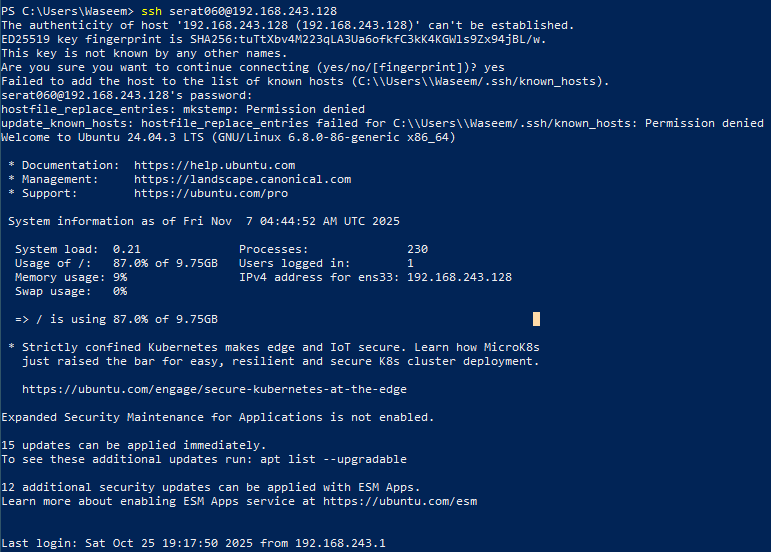 PS C:\Users\Waseem> ssh serat060@192.168.243.128
The authenticity of host '192.168.243.128 (192.168.243.128)' can't be established.
ED25519 key fingerprint is SHA256:tuTtXbv4M223qLA3Ua6ofkfC3kK4KGWls9Zx94jBL/w.
This key is not known by any other names.
Are you sure you want to continue connecting (yes/no/[fingerprint])? yes
Failed to add the host to the list of known hosts (C:\\Users\\Waseem/.ssh/known_hosts).
serat060@192.168.243.128's password:
hostfile_replace_entries: mkstemp: Permission denied
update_known_hosts: hostfile_replace_entries failed for C:\\Users\\Waseem/.ssh/known_hosts: Permission denied
Welcome to Ubuntu 24.04.3 LTS (GNU/Linux 6.8.0-86-generic x86_64)

 * Documentation:  https://help.ubuntu.com
 * Management:     https://landscape.canonical.com
 * Support:        https://ubuntu.com/pro

 System information as of Fri Nov  7 04:44:52 AM UTC 2025

  System load:  0.21              Processes:              230
  Usage of /:   87.0% of 9.75GB   Users logged in:        1
  Memory usage: 9%                IPv4 address for ens33: 192.168.243.128
  Swap usage:   0%

  => / is using 87.0% of 9.75GB

 * Strictly confined Kubernetes makes edge and IoT secure. Learn how MicroK8s
   just raised the bar for easy, resilient and secure K8s cluster deployment.

   https://ubuntu.com/engage/secure-kubernetes-at-the-edge

Expanded Security Maintenance for Applications is not enabled.

15 updates can be applied immediately.
To see these additional updates run: apt list --upgradable

12 additional security updates can be applied with ESM Apps.
Learn more about enabling ESM Apps service at https://ubuntu.com/esm


Last login: Sat Oct 25 19:17:50 2025 from 192.168.243.1